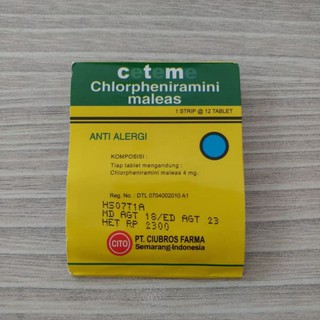 ceteme
Chlorpheniramini
maleas
1 STRIP @ 12 TABLET
ANTI ALERGI
KOMPOSISI :
Tiap tablet mengandung :
Chlorpheniramini maleas 4 mg.
Reg. No. : DTL 0704002010 A1
HS07T1A
MD AGT 18/ED AGT 23
HET RP 2300
CITO
PT. CIUBROS FARMA
Semarang-Indonesia